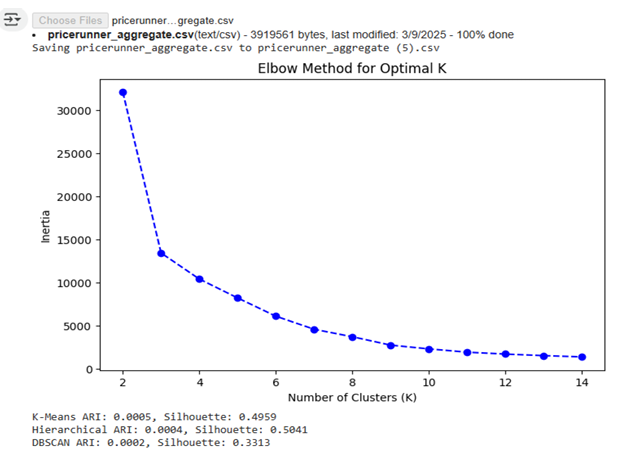 Choose Files pricerunner…gregate.csv
• pricerunner_aggregate.csv(text/csv) - 3919561 bytes, last modified: 3/9/2025 - 100% done
Saving pricerunner_aggregate.csv to pricerunner_aggregate (5).csv
Elbow Method for Optimal K
30000
25000
20000
15000
10000
5000
0
Inertia
2 4 6 8 10 12 14
Number of Clusters (K)
K-Means ARI: 0.0005, Silhouette: 0.4959
Hierarchical ARI: 0.0004, Silhouette: 0.5041
DBSCAN ARI: 0.0002, Silhouette: 0.3313